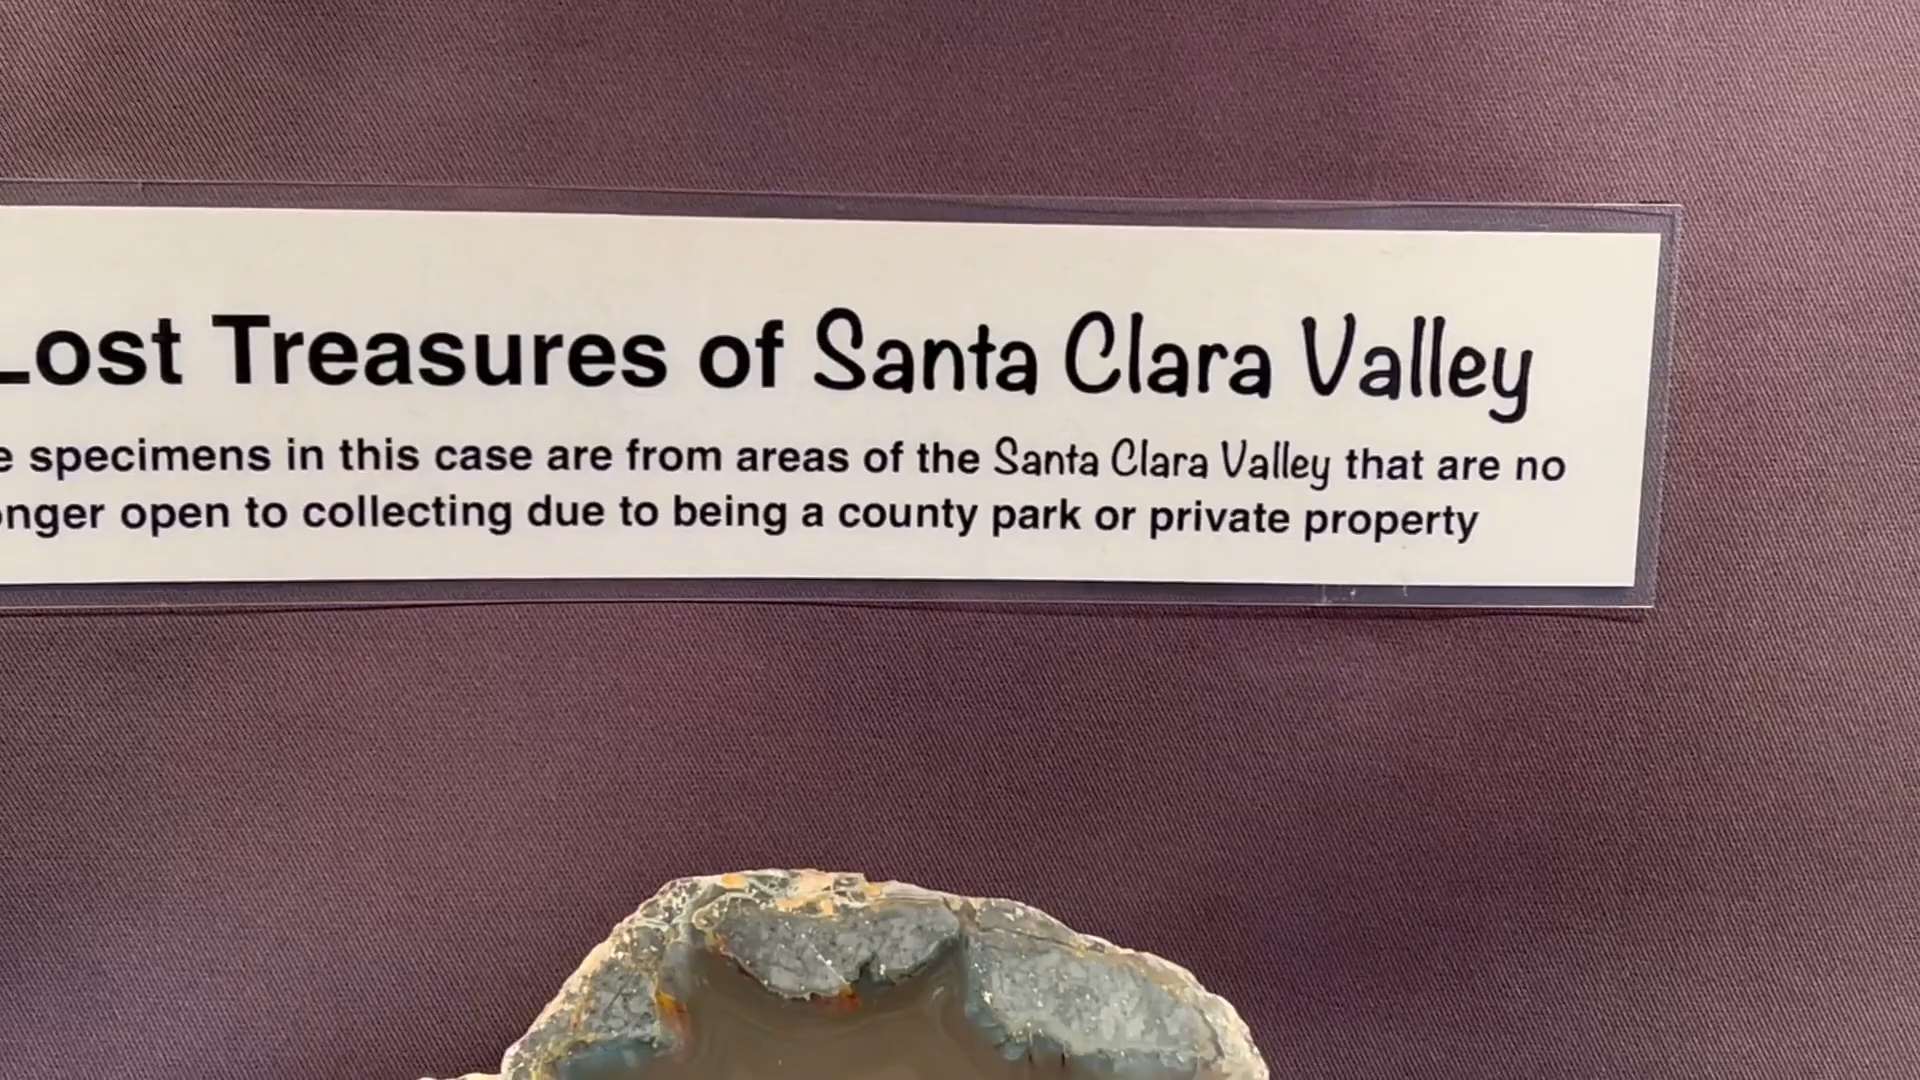 Lost Treasures of Santa Clara Valley
specimens in this case are from areas of the Santa Clara Valley that are no
open to collecting due to being a county park or private property